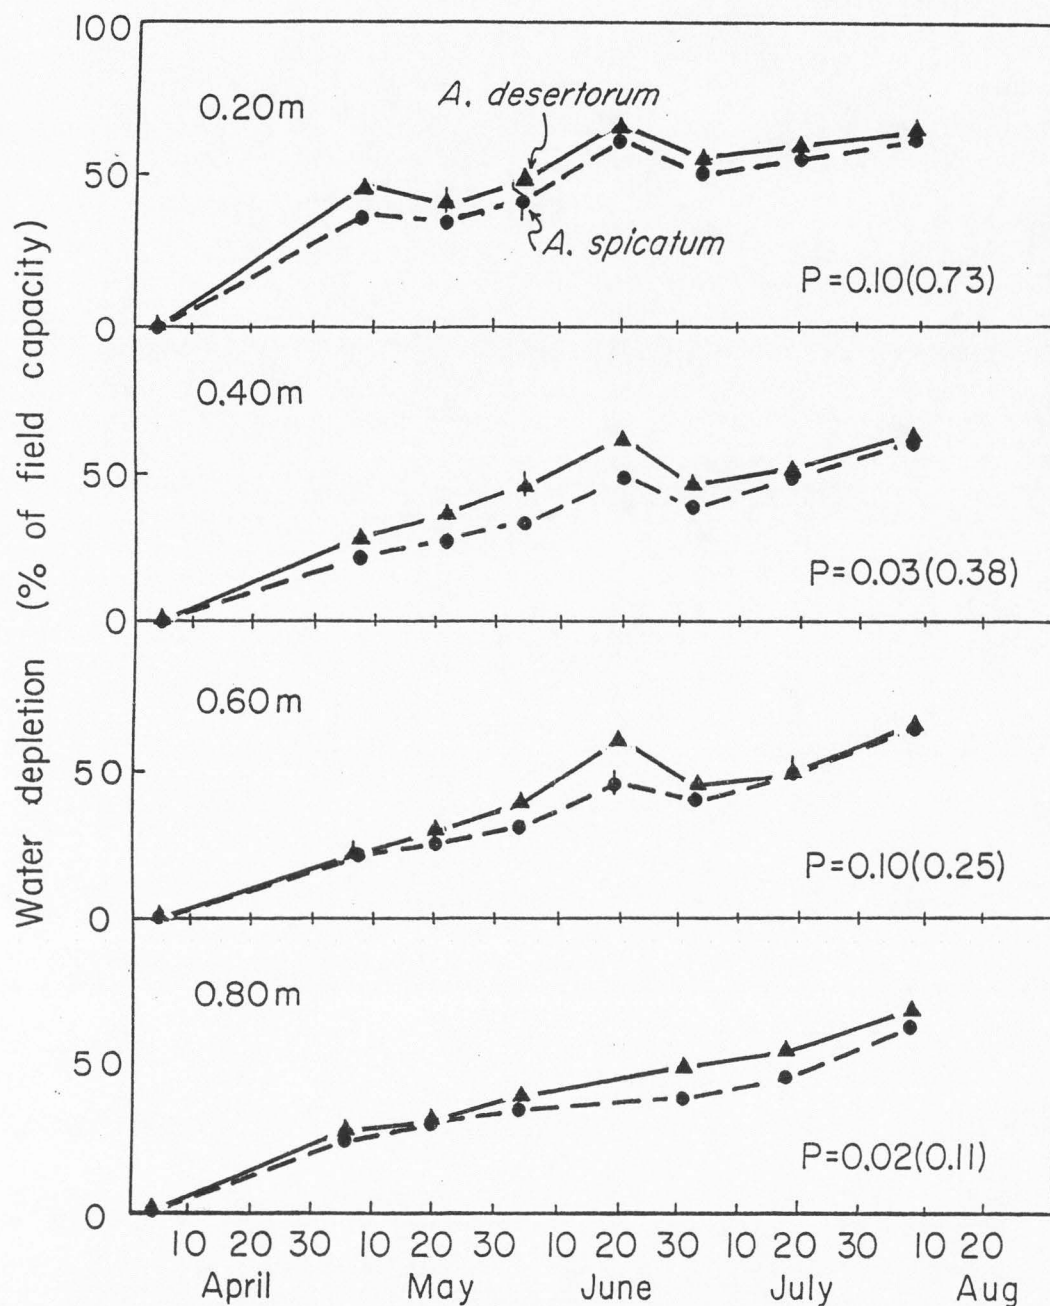 100
0.20m
A. desertorum
50
A. spicatum
P=0.10(0.73)
0
0.40m
50
P=0.03(0.38)
0
0.60m
50
P=0.10(0.25)
0
0.80m
50
P=0.02(0.11)
0
10 20 30 10 20 30 10 20 30 10 20 30 10 20
April May June July Aug
Water depletion (% of field capacity)